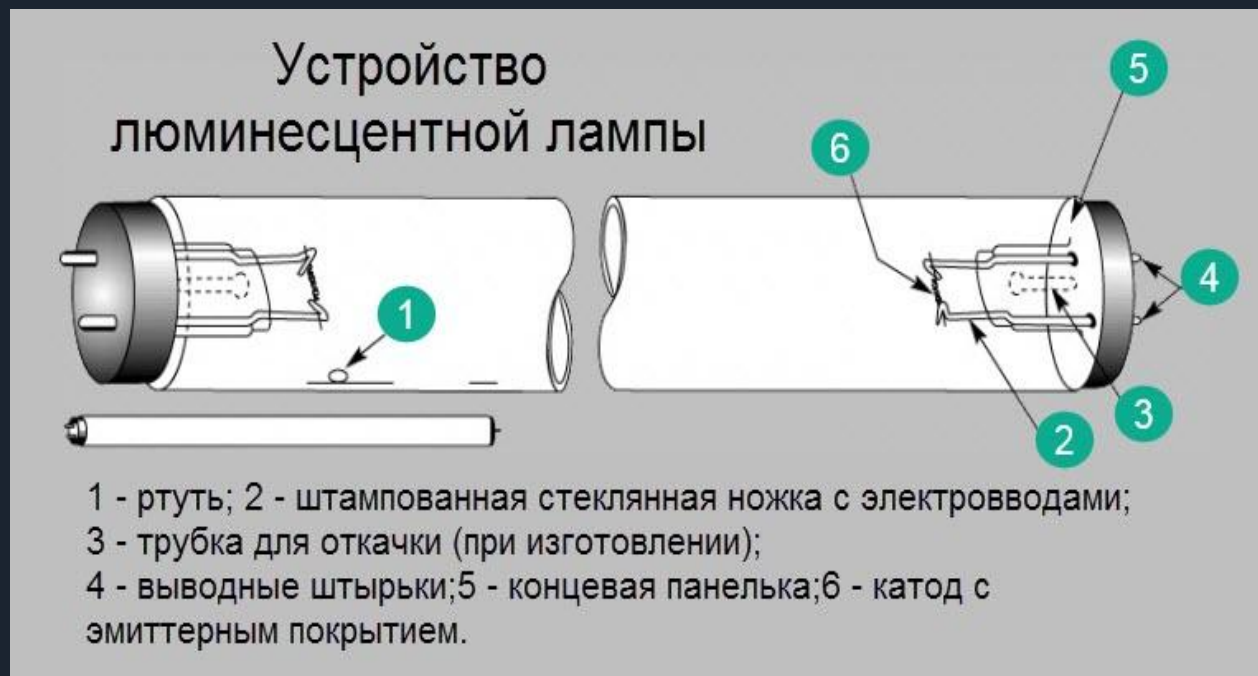 Устройство
люминесцентной лампы
5
6
4
1
3
2
1 - ртуть; 2 - штампованная стеклянная ножка с электровводами;
3 - трубка для откачки (при изготовлении);
4 - выводные штырьки;5 - концевая панелька;6 - катод с
эмиттерным покрытием.